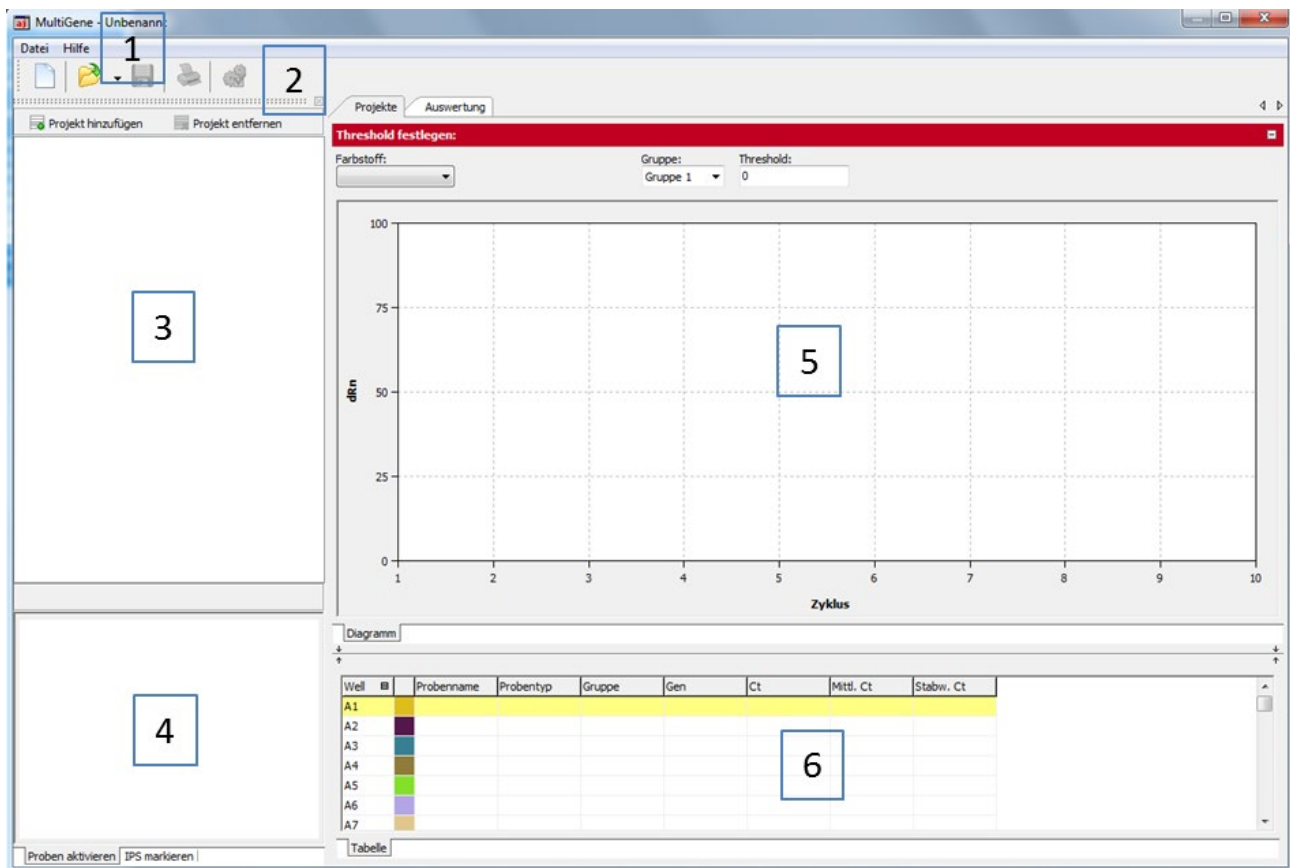 MultiGene - Unbenannt
1
Datei Hilfe
2
Projekt hinzufügen Projekt entfernen
Projekte Auswertung
Threshold festlegen:
Farbstoff: Gruppe: Threshold:
Gruppe 1 0
100
75
50
25
0
dRn
1 2 3 4 5 6 7 8 9 10
Zyklus
3
5
Diagramm
Well Probenname Probentyp Gruppe Gen Ct Mittl. Ct Stabw. Ct
A1
A2
A3
A4
A5
A6
A7
4
6
Proben aktivieren IPS markieren
Tabelle